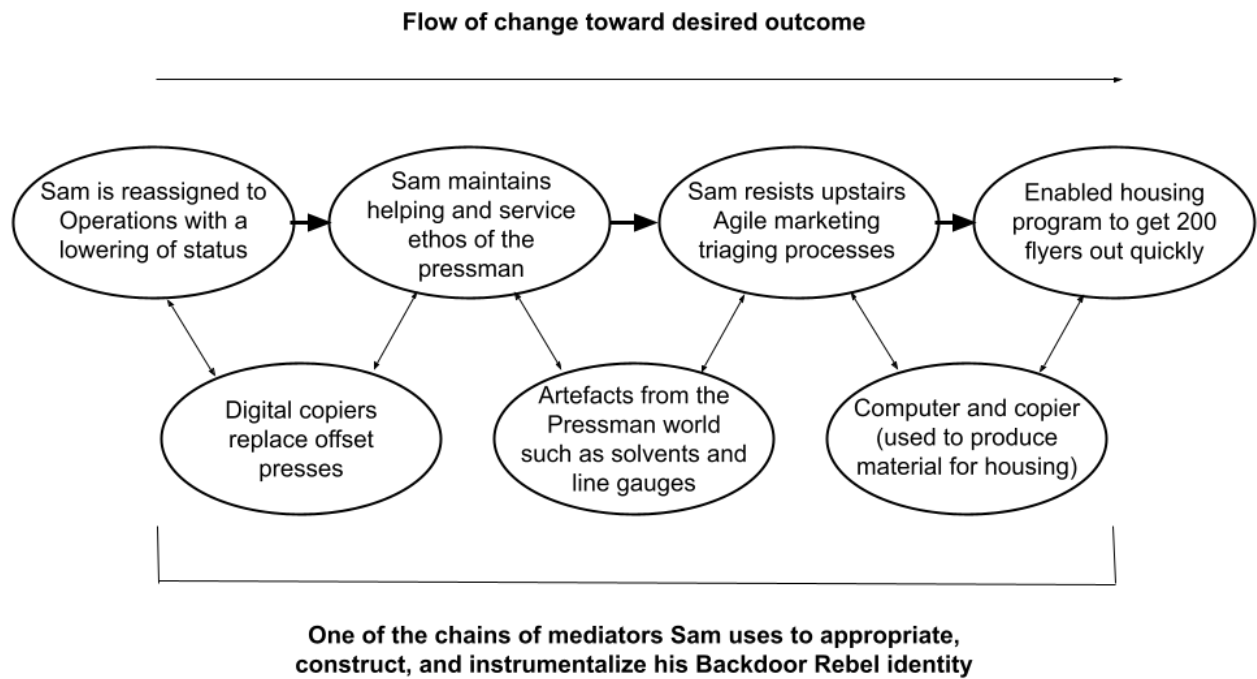 Flow of change toward desired outcome
Sam is reassigned to
Operations with a
lowering of status
Sam maintains
helping and service
ethos of the
pressman
Sam resists upstairs
Agile marketing
triaging processes
Enabled housing
program to get 200
flyers out quickly
Digital copiers
replace offset
presses
Artefacts from the
Pressman world
such as solvents and
line gauges
Computer and copier
(used to produce
material for housing)
One of the chains of mediators Sam uses to appropriate,
construct, and instrumentalize his Backdoor Rebel identity